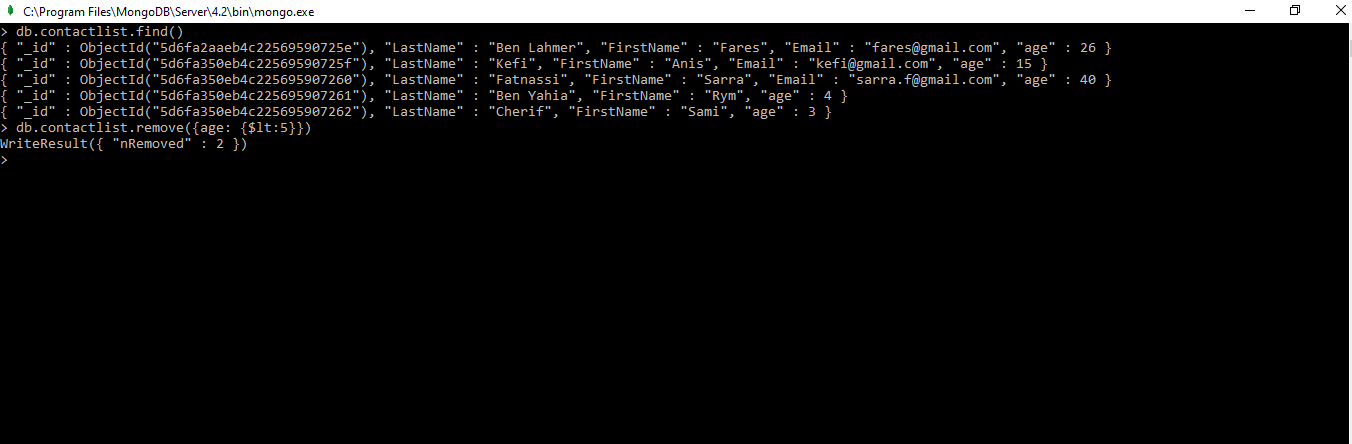 C:\Program Files\MongoDB\Server\4.2\bin\mongo.exe
> db.contactlist.find()
{ "_id" : ObjectId("5d6fa2aaeb4c22569590725e"), "LastName" : "Ben Lahmer", "FirstName" : "Fares", "Email" : "fares@gmail.com", "age" : 26 }
{ "_id" : ObjectId("5d6fa350eb4c22569590725f"), "LastName" : "Kefi", "FirstName" : "Anis", "Email" : "kefi@gmail.com", "age" : 15 }
{ "_id" : ObjectId("5d6fa350eb4c225695907260"), "LastName" : "Fatnassi", "FirstName" : "Sarra", "Email" : "sarra.f@gmail.com", "age" : 40 }
{ "_id" : ObjectId("5d6fa350eb4c225695907261"), "LastName" : "Ben Yahia", "FirstName" : "Rym", "age" : 4 }
{ "_id" : ObjectId("5d6fa350eb4c225695907262"), "LastName" : "Cherif", "FirstName" : "Sami", "age" : 3 }
> db.contactlist.remove({age: {$lt:5}})
WriteResult({ "nRemoved" : 2 })
>